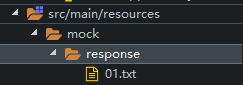 src/main/resources
mock
response
01.txt